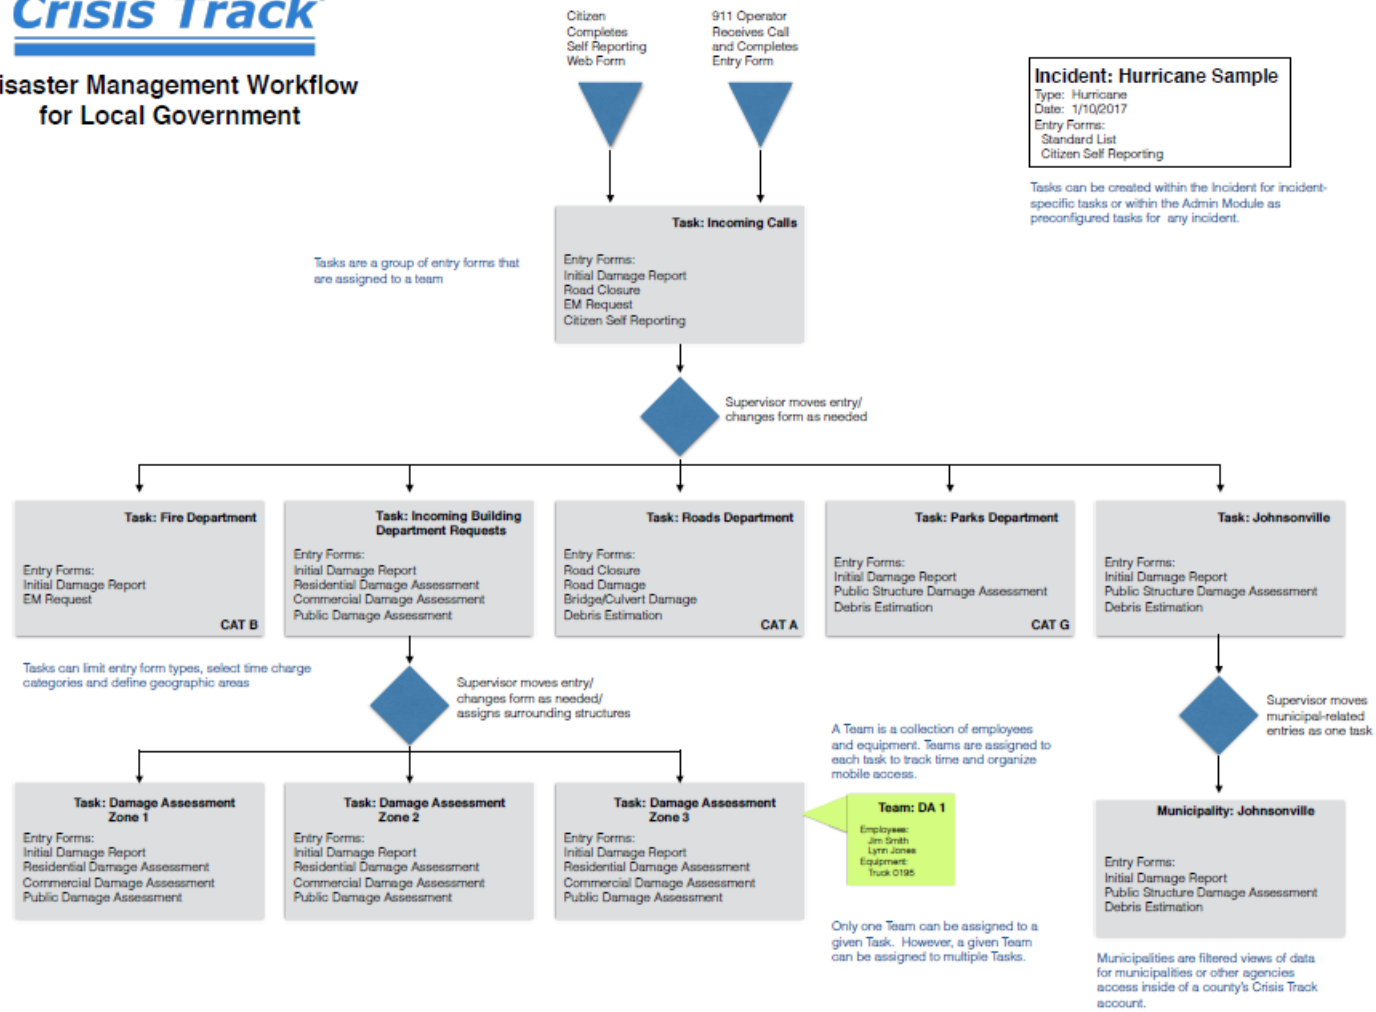 Crisis Track
isaster Management Workflow
for Local Government
Citizen
Completes
Self Reporting
Web Form
911 Operator
Receives Call
and Completes
Entry Form
Incident: Hurricane Sample
Type: Hurricane
Date: 1/10/2017
Entry Forms:
Standard List
Citizen Self Reporting
Tasks can be created within the Incident for incident-
specific tasks or within the Admin Module as
preconfigured tasks for any incident.
Tasks are a group of entry forms that
are assigned to a team
Task: Incoming Calls
Entry Forms:
Initial Damage Report
Road Closure
EM Request
Citizen Self Reporting
Supervisor moves entry/
changes form as needed
Task: Fire Department
Entry Forms:
Initial Damage Report
EM Request
CAT B
Task: Incoming Building
Department Requests
Entry Forms:
Initial Damage Report
Residential Damage Assessment
Commercial Damage Assessment
Public Damage Assessment
Task: Roads Department
Entry Forms:
Road Closure
Road Damage
Bridge/Culvert Damage
Debris Estimation
CAT A
Task: Parks Department
Entry Forms:
Initial Damage Report
Public Structure Damage Assessment
Debris Estimation
CAT G
Task: Johnsonville
Entry Forms:
Initial Damage Report
Public Structure Damage Assessment
Debris Estimation
Tasks can limit entry form types, select time charge
categories and define geographic areas
Supervisor moves entry/
changes form as needed/
assigns surrounding structures
Supervisor moves
municipal-related
entries as one task
A Team is a collection of employees
and equipment. Teams are assigned to
each task to track time and organize
mobile access.
Task: Damage Assessment
Zone 1
Entry Forms:
Initial Damage Report
Residential Damage Assessment
Commercial Damage Assessment
Public Damage Assessment
Task: Damage Assessment
Zone 2
Entry Forms:
Initial Damage Report
Residential Damage Assessment
Commercial Damage Assessment
Public Damage Assessment
Task: Damage Assessment
Zone 3
Entry Forms:
Initial Damage Report
Residential Damage Assessment
Commercial Damage Assessment
Public Damage Assessment
Team: DA 1
Employees:
Jim Smith
Lynn Jones
Equipment:
Truck 0195
Municipality: Johnsonville
Entry Forms:
Initial Damage Report
Public Structure Damage Assessment
Debris Estimation
Only one Team can be assigned to a
given Task. However, a given Team
can be assigned to multiple Tasks.
Municipalities are filtered views of data
for municipalities or other agencies
access inside of a county's Crisis Track
account.